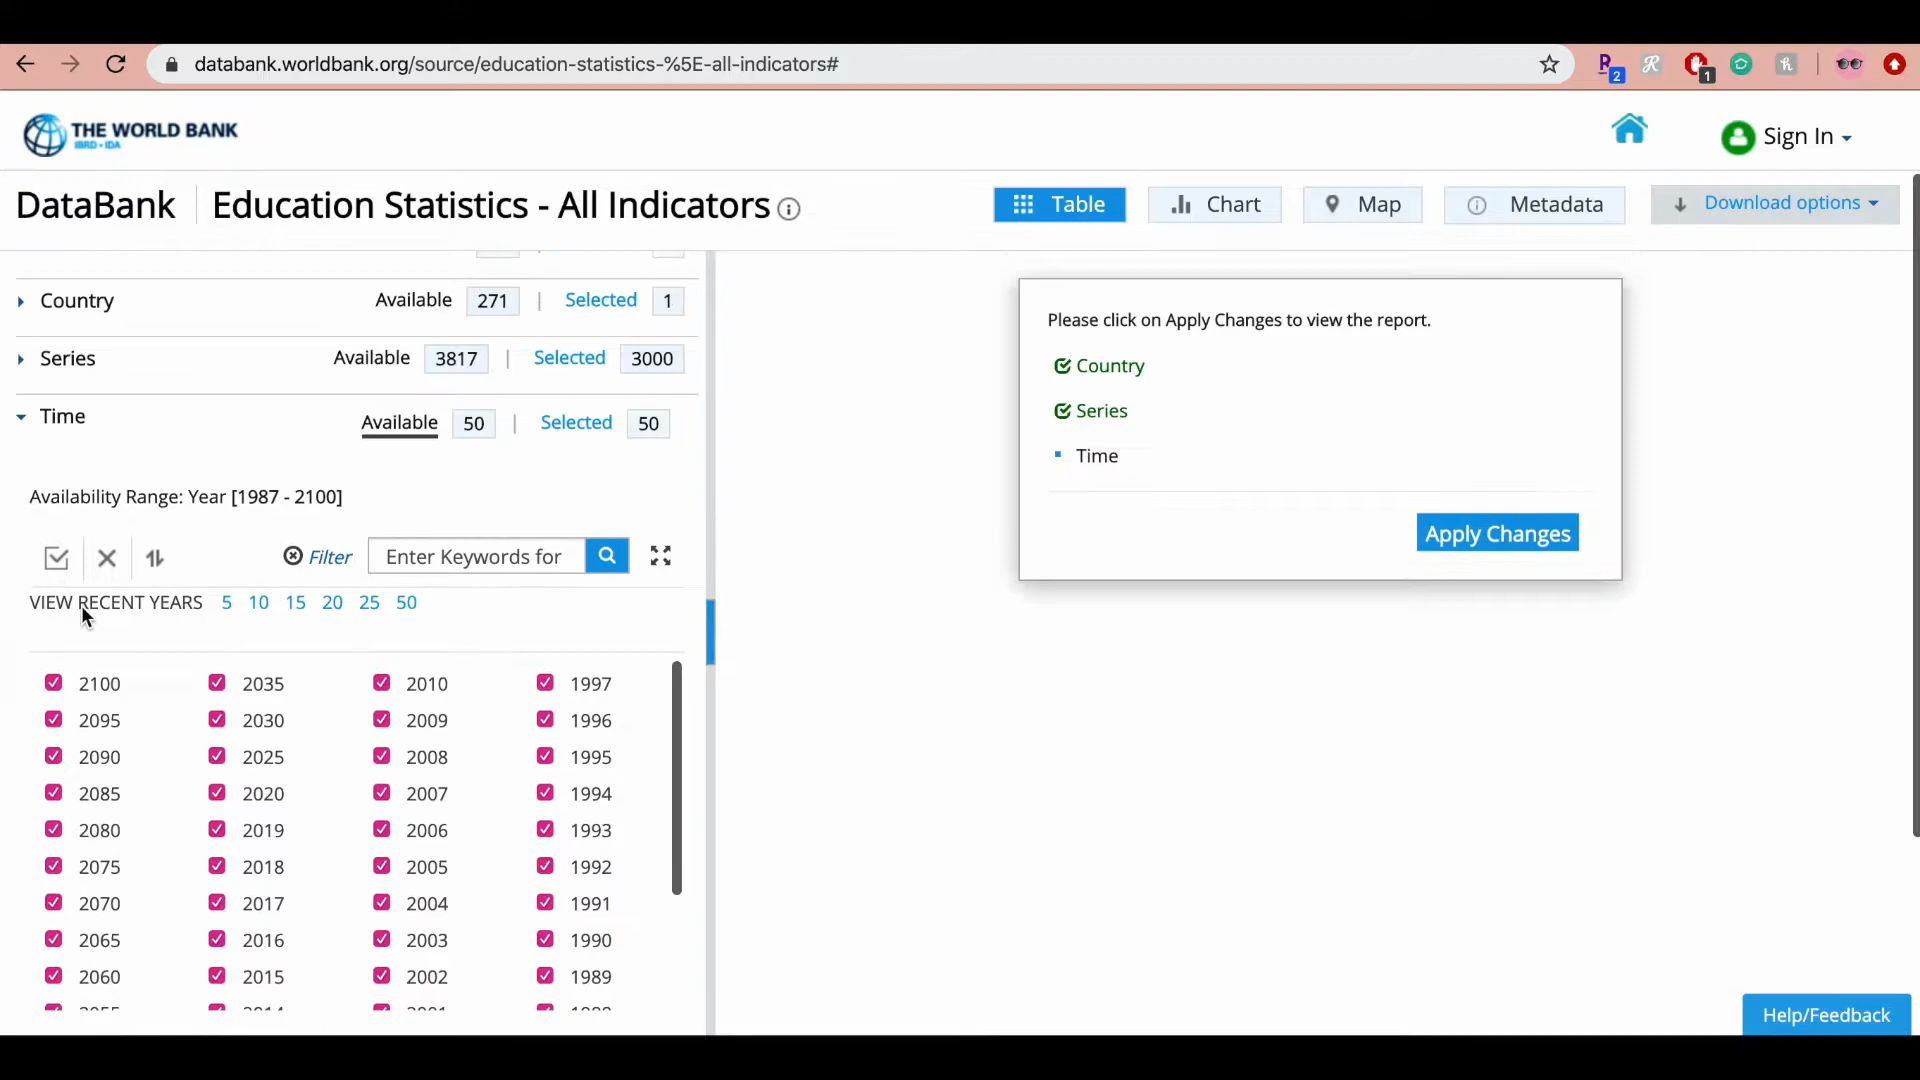 databank.worldbank.org/source/education-statistics-%5E-all-indicators#
2
1
THE WORLD BANK
IBRD • IDA
Sign In
DataBank Education Statistics - All Indicators
Table Chart Map Metadata Download options
Country Available 271 | Selected 1
Series Available 3817 | Selected 3000
Time Available 50 | Selected 50
Availability Range: Year [1987 - 2100]
Filter Enter Keywords for
VIEW RECENT YEARS 5 10 15 20 25 50
2100 2035 2010 1997
2095 2030 2009 1996
2090 2025 2008 1995
2085 2020 2007 1994
2080 2019 2006 1993
2075 2018 2005 1992
2070 2017 2004 1991
2065 2016 2003 1990
2060 2015 2002 1989
Please click on Apply Changes to view the report.
Country
Series
Time
Apply Changes
Help/Feedback